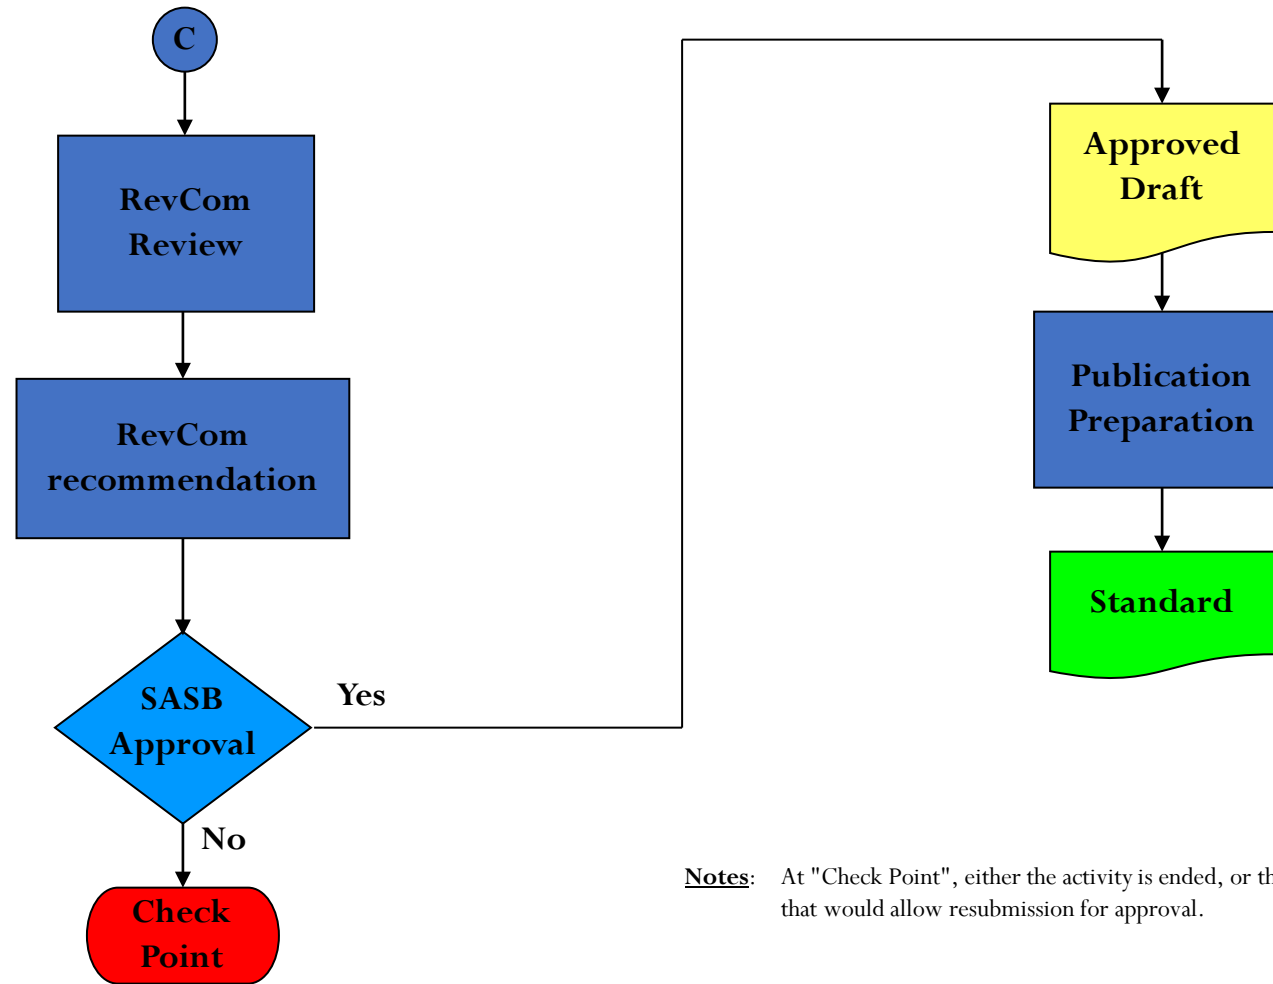 C
RevCom
Review
RevCom
recommendation
SASB
Approval
Yes
No
Check
Point
Approved
Draft
Publication
Preparation
Standard
Notes: At "Check Point", either the activity is ended, or
that would allow resubmission for approval.